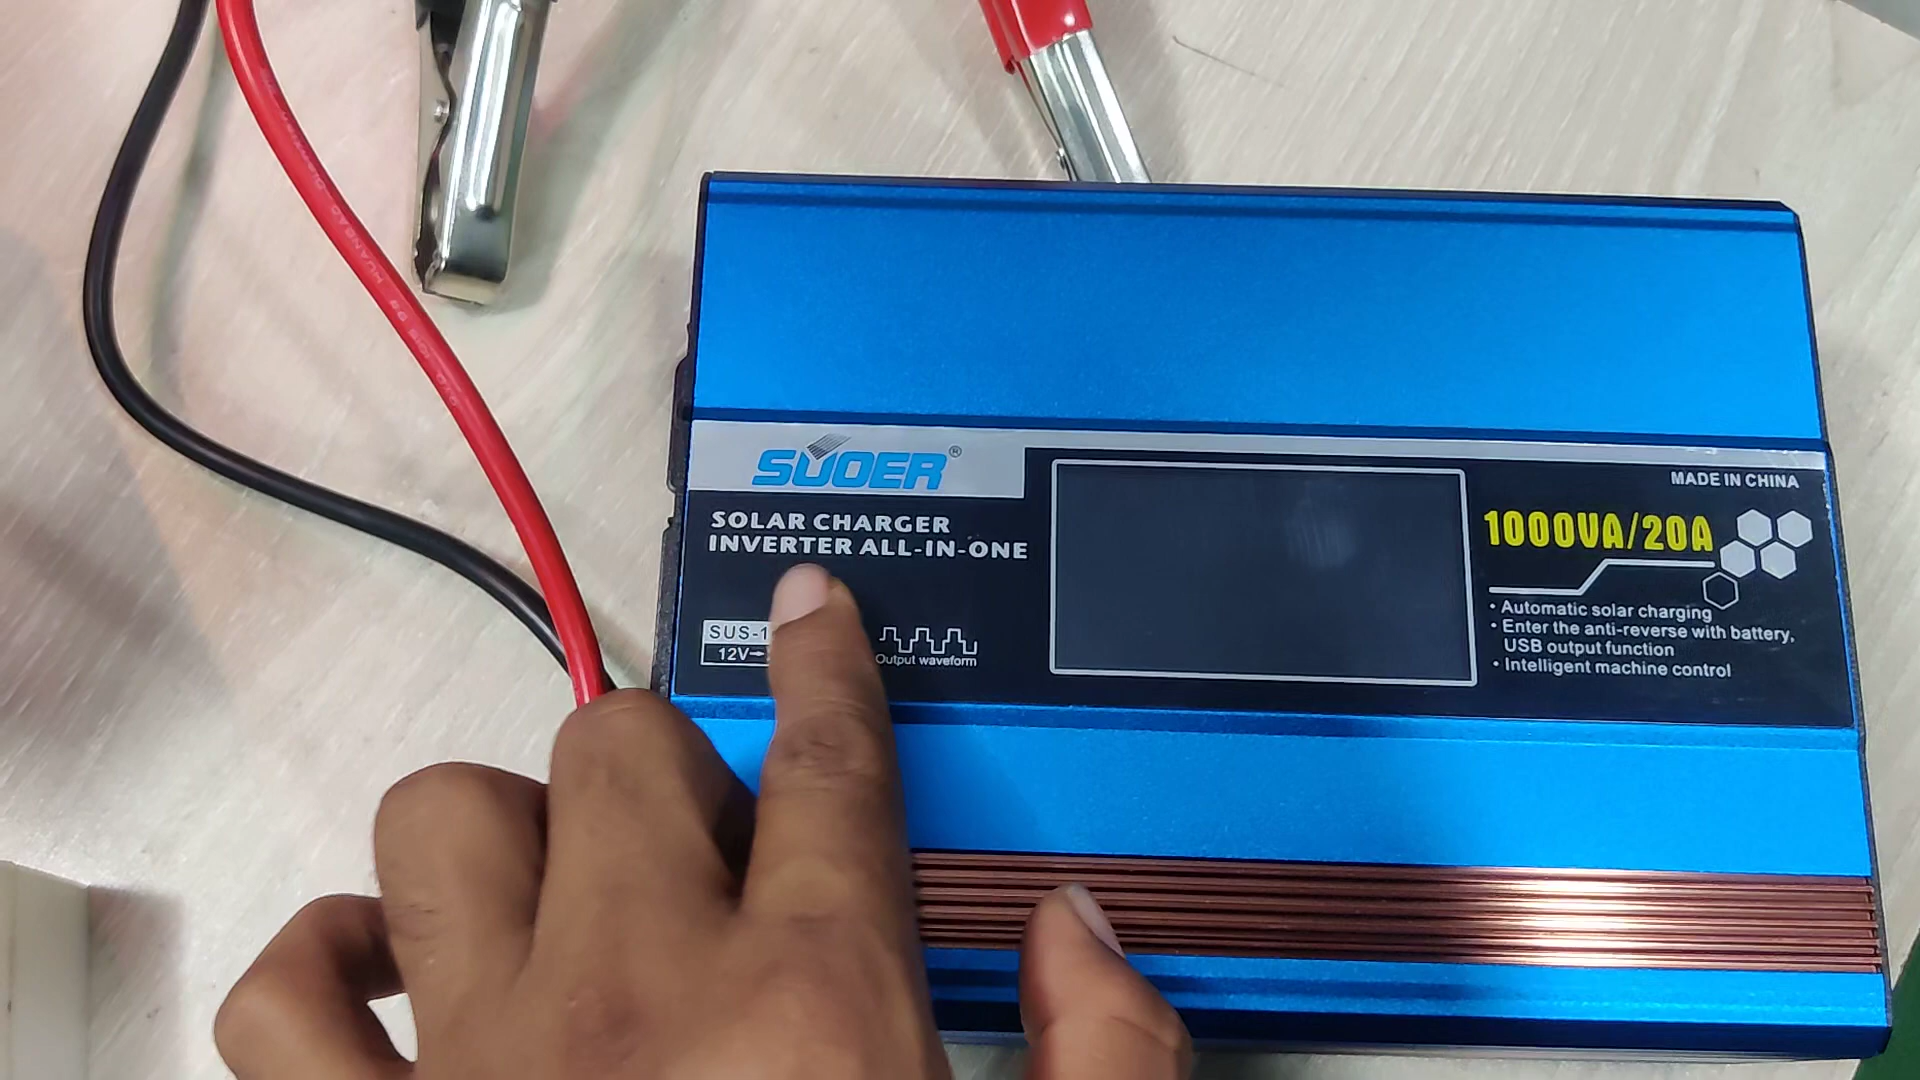 SUOER®
SOLAR CHARGER
INVERTER ALL-IN-ONE
SUS-1
12V
Output waveform
MADE IN CHINA
1000VA/20A
• Automatic solar charging
• Enter the anti-reverse with battery,
USB output function
• Intelligent machine control